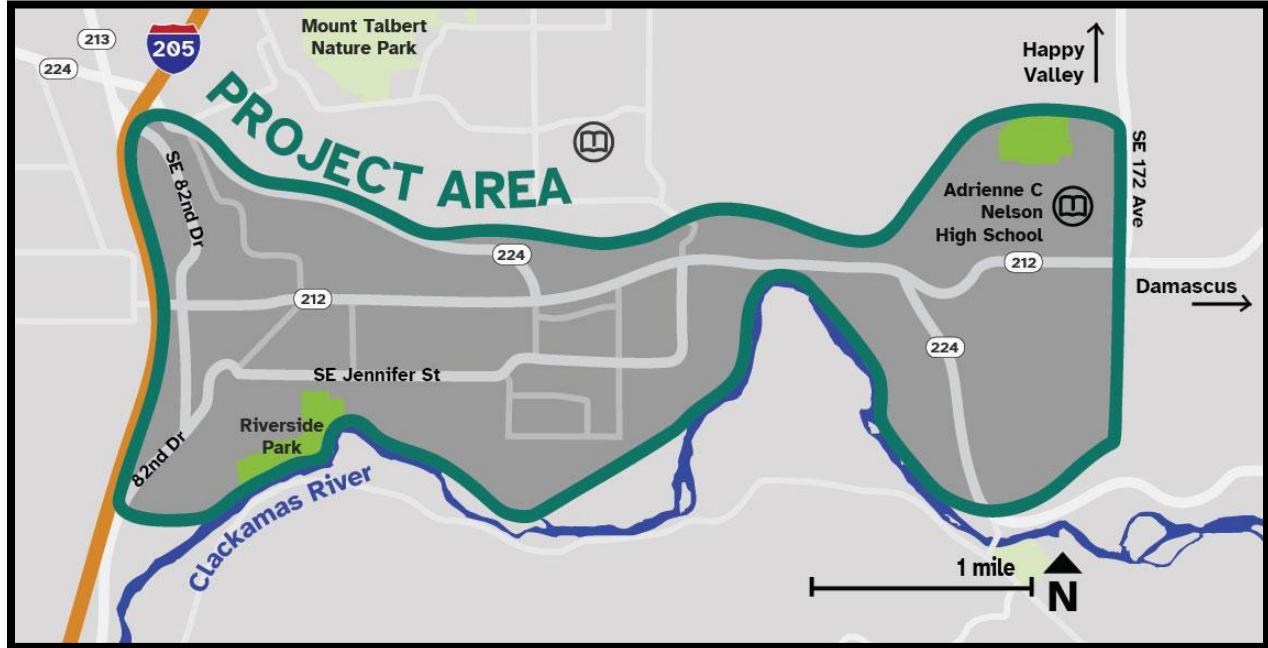 213
224
205
Mount Talbert
Nature Park
Happy
Valley
PROJECT AREA
SE 82nd Dr
SE 172 Ave
Adrienne C
Nelson
High School
224
212
212
Damascus
224
SE Jennifer St
Riverside
Park
82nd Dr
Clackamas River
1 mile
N